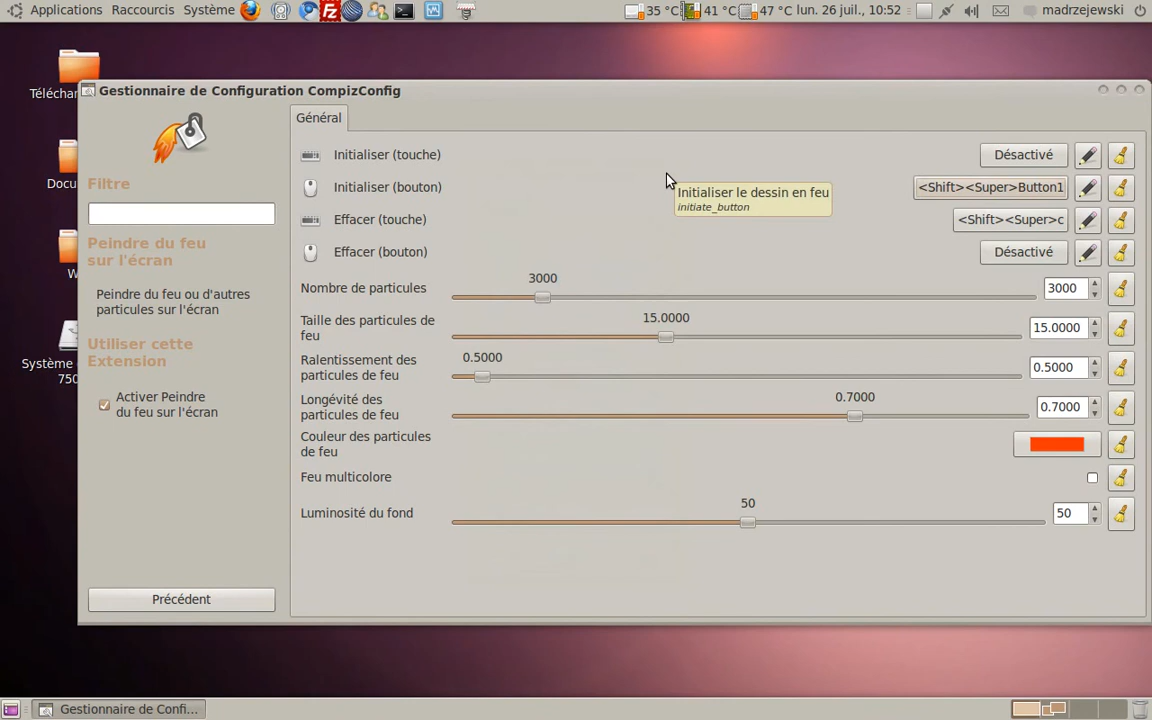 Applications Raccourcis Système 35 °C 41 °C 47 °C lun. 26 juil., 10:52 madrzejewski
Téléchar
Docu
W
Système
750
Gestionnaire de Configuration CompizConfig
Filtre
Peindre du feu
sur l'écran
Peindre du feu ou d'autres
particules sur l'écran
Utiliser cette
Extension
Activer Peindre
du feu sur l'écran
Précédent
Général
Initialiser (touche) Désactivé
Initialiser (bouton) <Shift><Super>Button1
Initialiser le dessin en feu
initiate_button
Effacer (touche) <Shift><Super>c
Effacer (bouton) Désactivé
3000
Nombre de particules 3000
15.0000
Taille des particules de
feu 15.0000
0.5000
Ralentissement des
particules de feu 0.5000
0.7000
Longévité des
particules de feu 0.7000
Couleur des particules
de feu
Feu multicolore
50
Luminosité du fond 50
Gestionnaire de Confi...